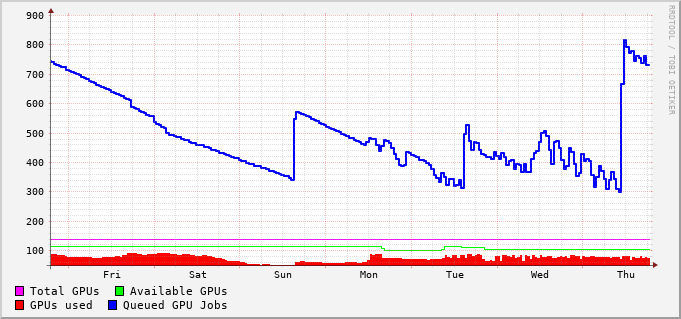 900
800
700
600
500
400
300
200
100
Fri Sat Sun Mon Tue Wed Thu
Total GPUs Available GPUs
GPUs used Queued GPU Jobs
RRDTOOL / TOBI OETIKER